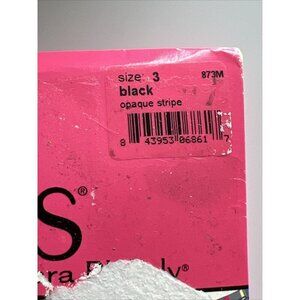 size: 3 873M
black
opaque stripe
8 43953 06861 7
S®